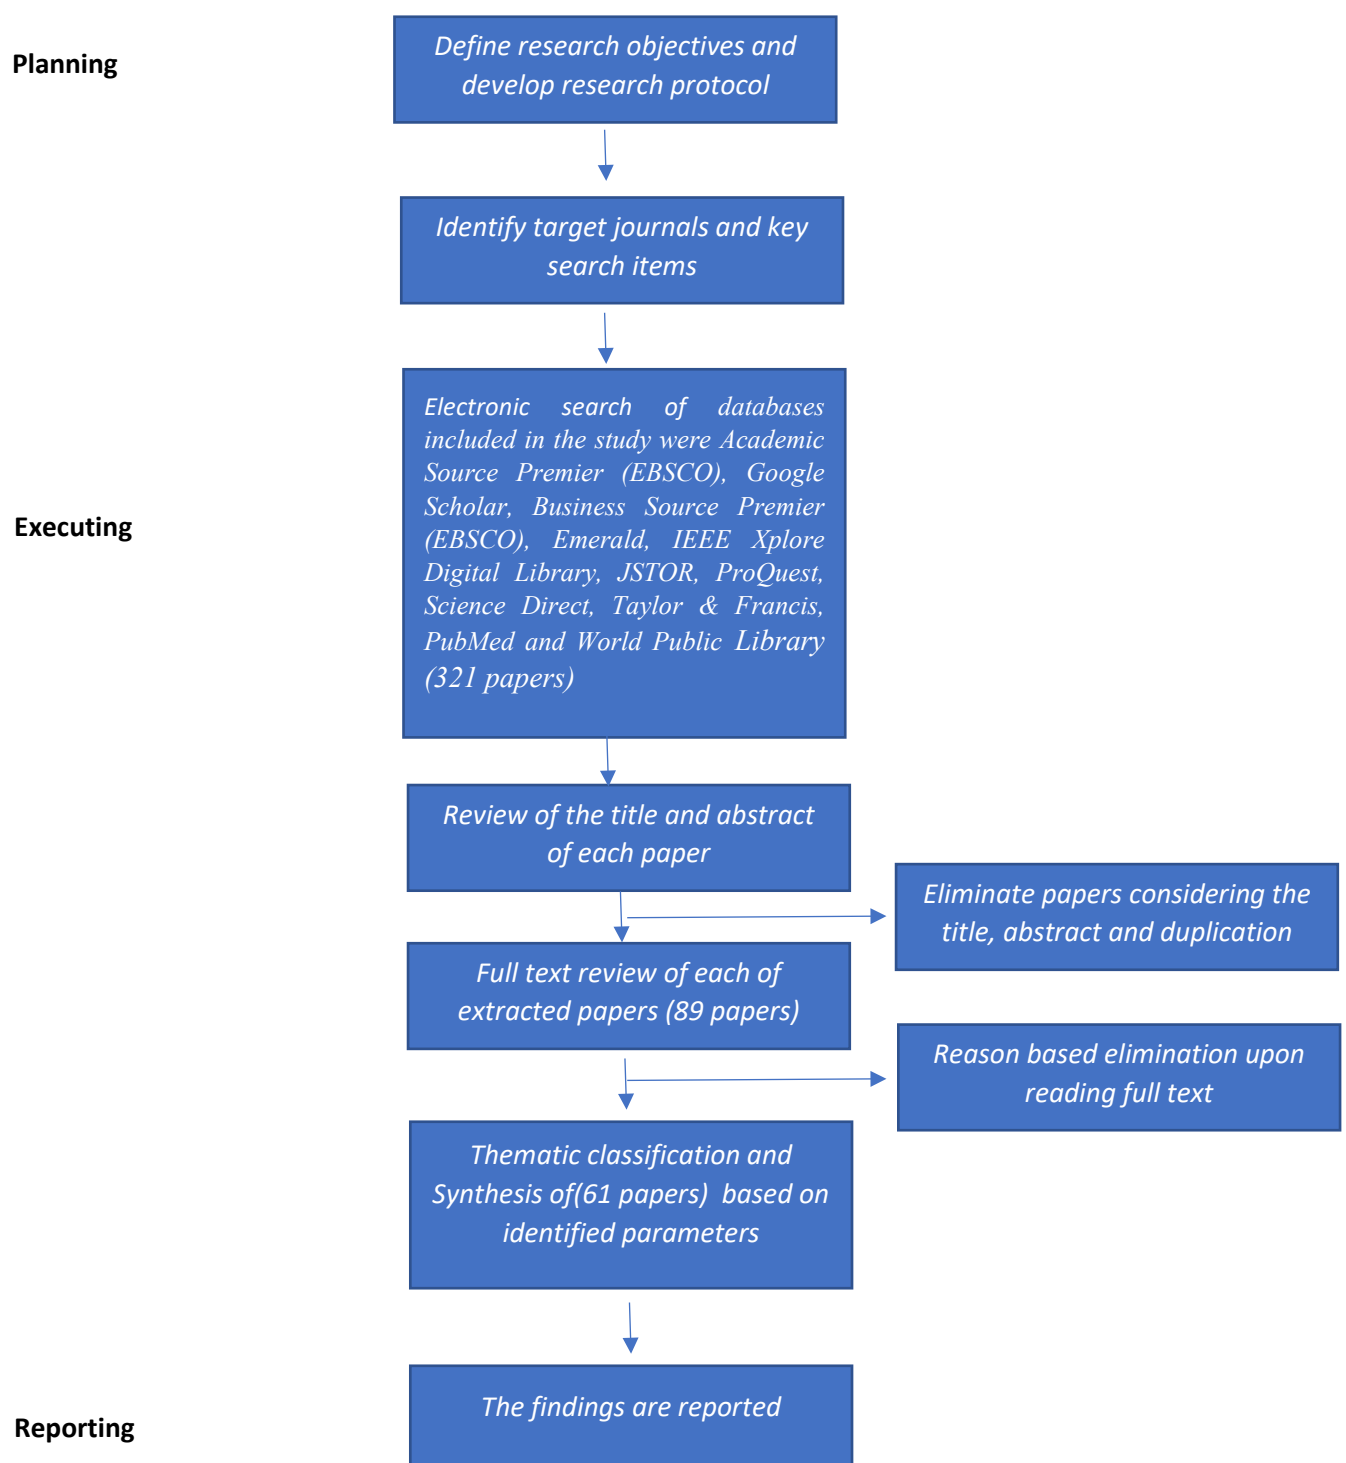 Planning
Define research objectives and
develop research protocol
Identify target journals and key
search items
Executing
Electronic search of databases
included in the study were Academic
Source Premier (EBSCO), Google
Scholar, Business Source Premier
(EBSCO), Emerald, IEEE Xplore
Digital Library, JSTOR, ProQuest,
Science Direct, Taylor & Francis,
PubMed and World Public Library
(321 papers)
Review of the title and abstract
of each paper
Eliminate papers considering the
title, abstract and duplication
Full text review of each of
extracted papers (89 papers)
Reason based elimination upon
reading full text
Thematic classification and
Synthesis of(61 papers) based on
identified parameters
Reporting
The findings are reported